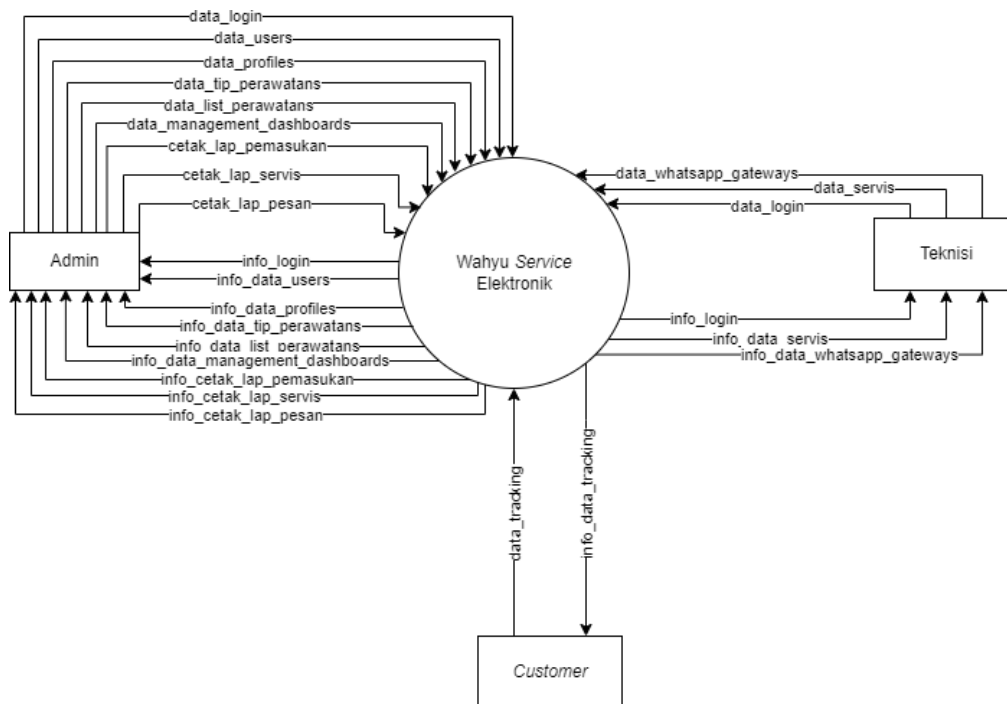 data_login
data_users
data_profiles
data_tip_perawatans
data_list_perawatans
data_management_dashboards
cetak_lap_pemasukan
cetak_lap_servis
cetak_lap_pesan
data_whatsapp_gateways
data_servis
data_login
Admin
Wahyu Service
Elektronik
Teknisi
info_login
info_data_users
info_data_profiles
info_data_tip_perawatans
info_data_list_perawatans
info_data_management_dashboards
info_cetak_lap_pemasukan
info_cetak_lap_servis
info_cetak_lap_pesan
info_login
info_data_servis
info_data_whatsapp_gateways
data_tracking
info_data_tracking
Customer